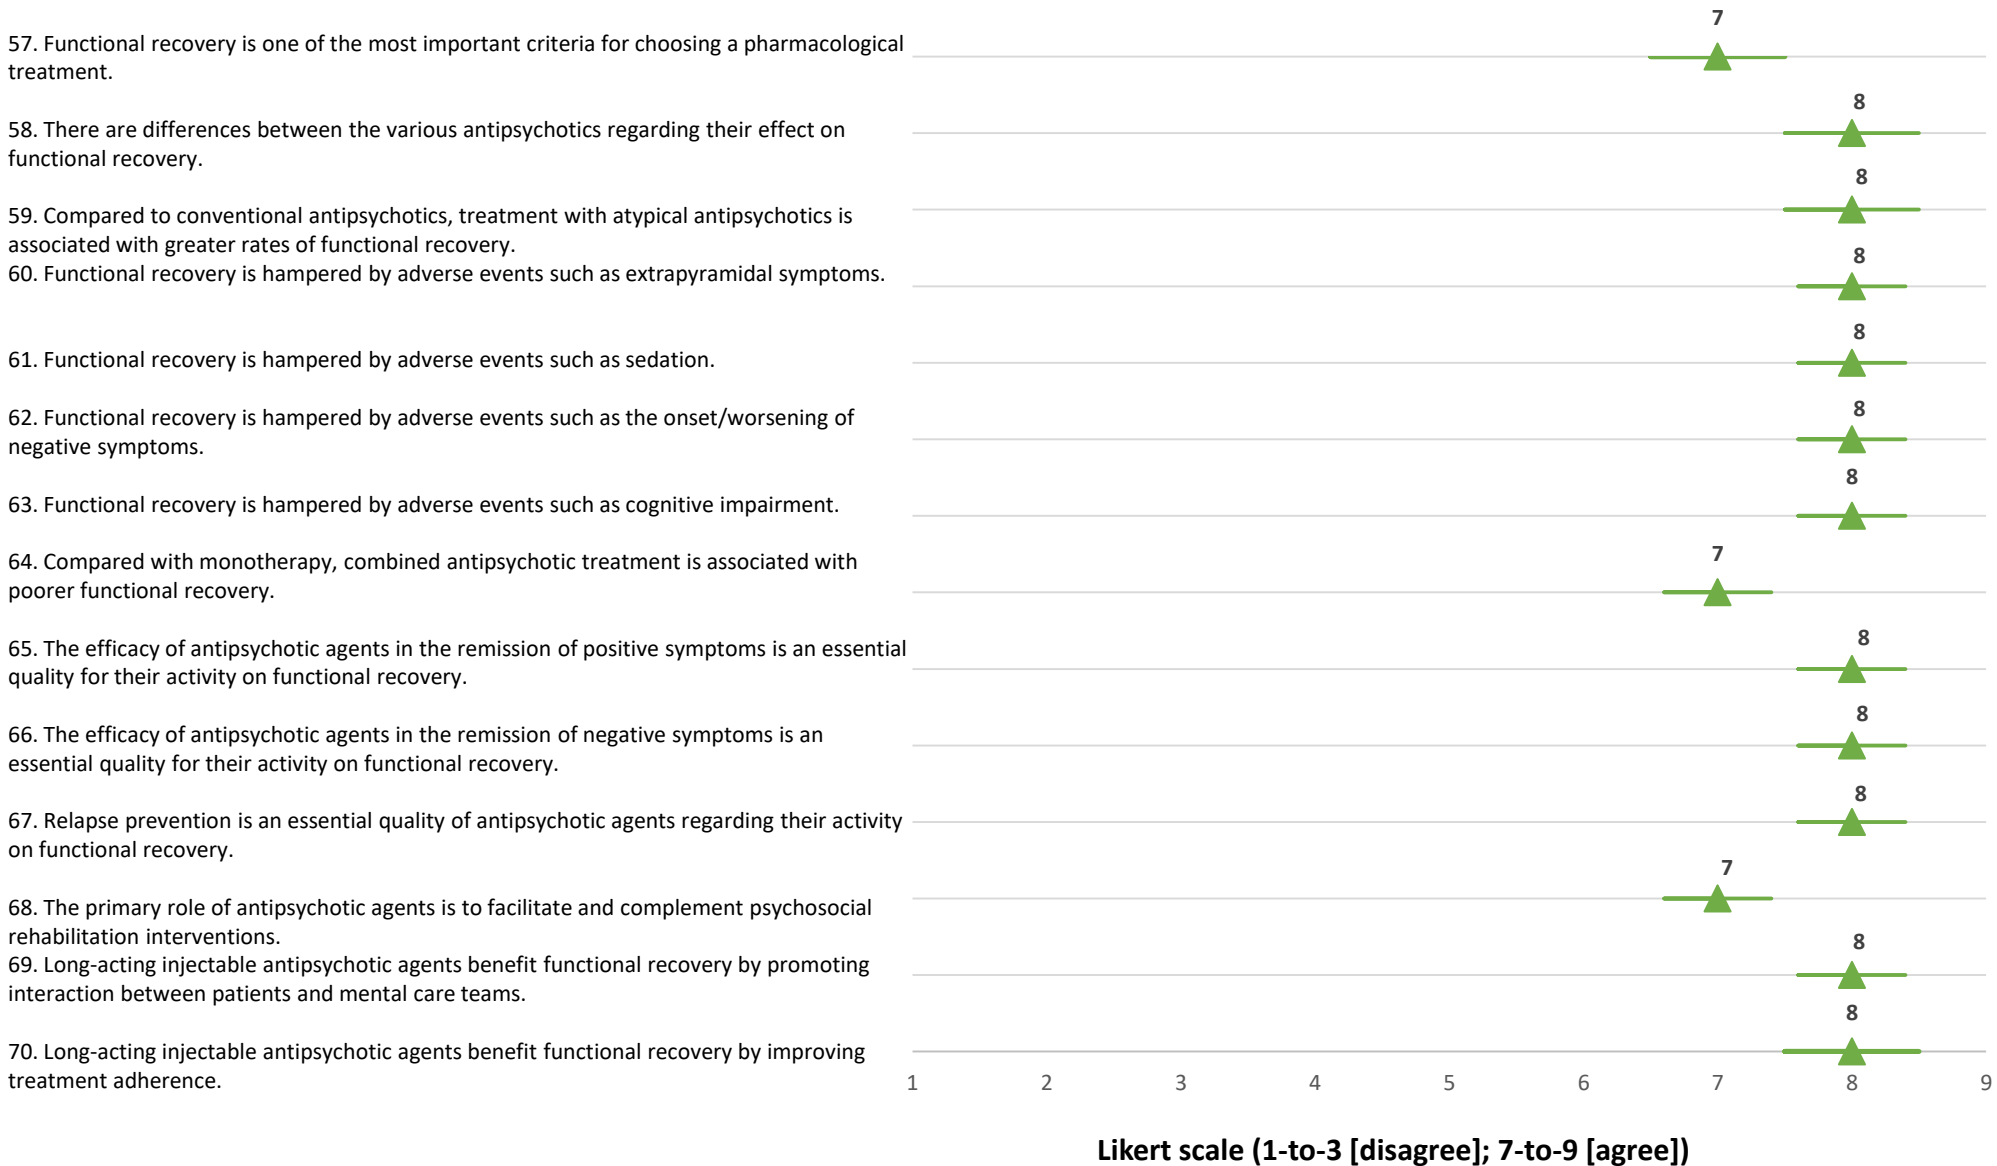 7
57. Functional recovery is one of the most important criteria for choosing a pharmacological
treatment.
8
58. There are differences between the various antipsychotics regarding their effect on
functional recovery.
8
59. Compared to conventional antipsychotics, treatment with atypical antipsychotics is
associated with greater rates of functional recovery.
8
60. Functional recovery is hampered by adverse events such as extrapyramidal symptoms.
8
61. Functional recovery is hampered by adverse events such as sedation.
8
62. Functional recovery is hampered by adverse events such as the onset/worsening of
negative symptoms.
8
63. Functional recovery is hampered by adverse events such as cognitive impairment.
7
64. Compared with monotherapy, combined antipsychotic treatment is associated with
poorer functional recovery.
8
65. The efficacy of antipsychotic agents in the remission of positive symptoms is an essential
quality for their activity on functional recovery.
8
66. The efficacy of antipsychotic agents in the remission of negative symptoms is an
essential quality for their activity on functional recovery.
8
67. Relapse prevention is an essential quality of antipsychotic agents regarding their activity
on functional recovery.
7
68. The primary role of antipsychotic agents is to facilitate and complement psychosocial
rehabilitation interventions.
8
69. Long-acting injectable antipsychotic agents benefit functional recovery by promoting
interaction between patients and mental care teams.
8
70. Long-acting injectable antipsychotic agents benefit functional recovery by improving
treatment adherence.
1 2 3 4 5 6 7 8 9
Likert scale (1-to-3 [disagree]; 7-to-9 [agree])